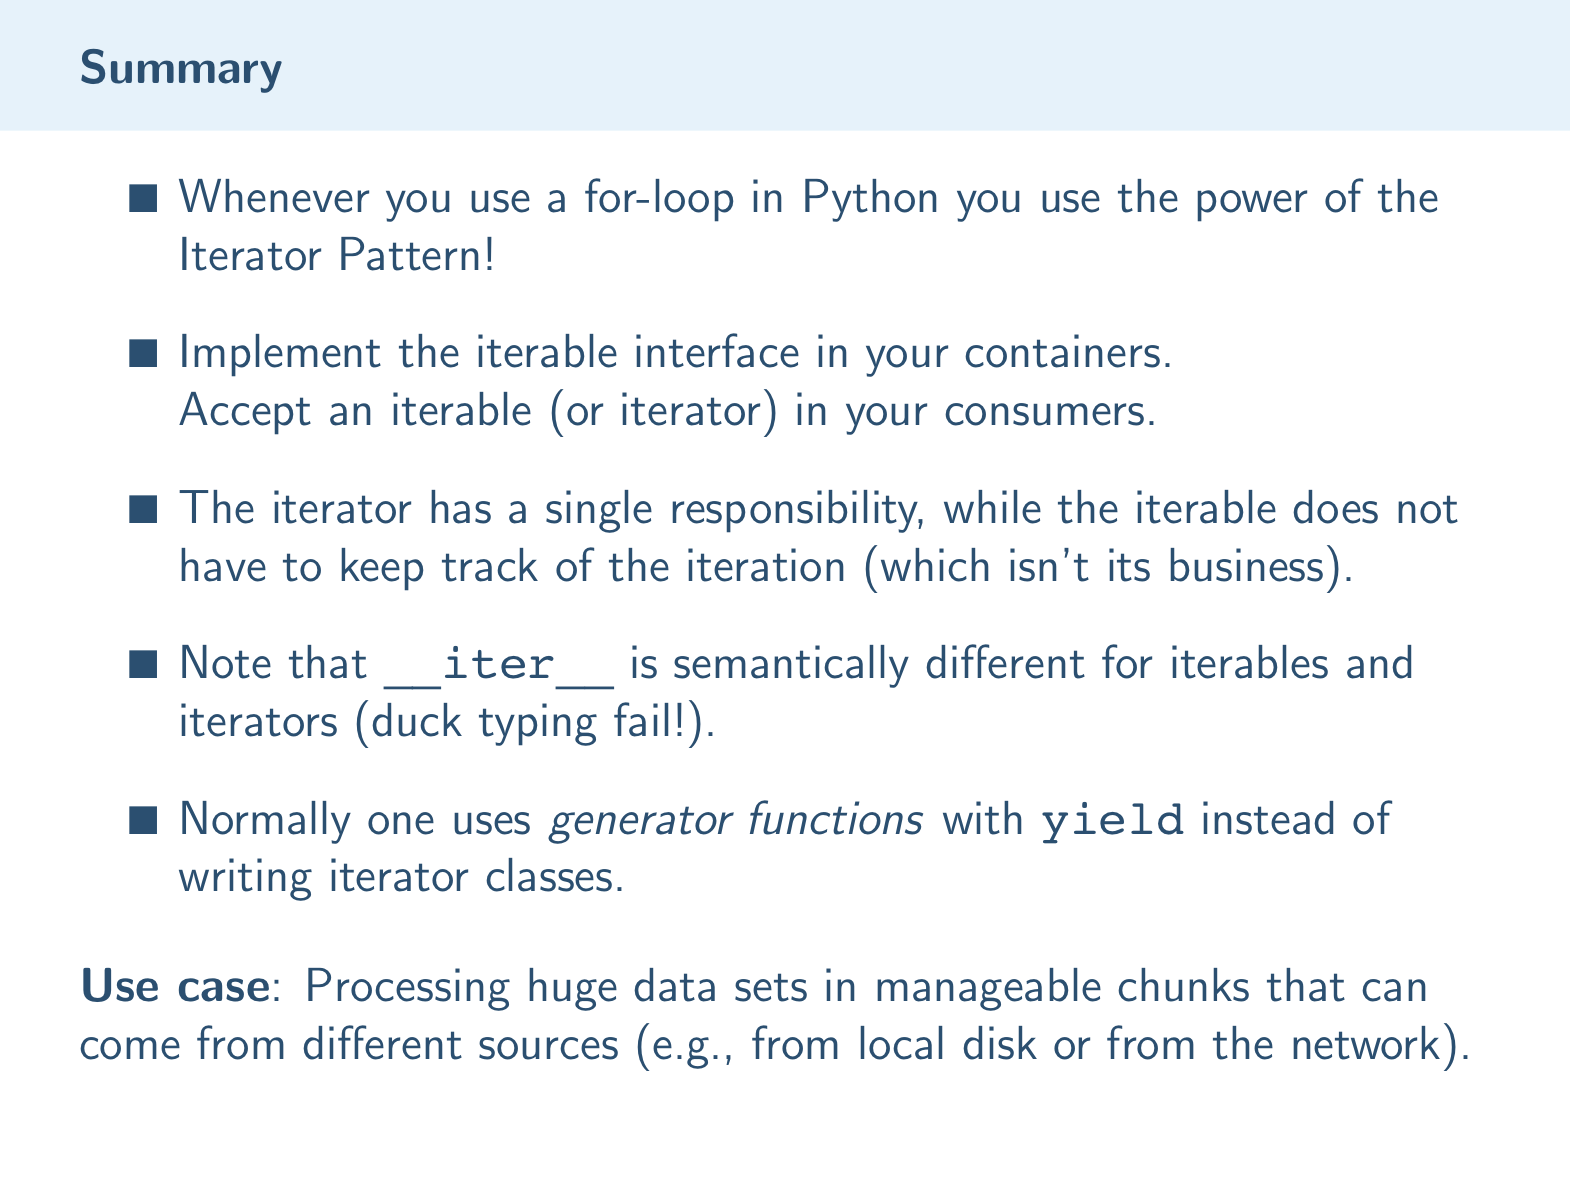 Summary
Whenever you use a for-loop in Python you use the power of the
Iterator Pattern!
Implement the iterable interface in your containers.
Accept an iterable (or iterator) in your consumers.
The iterator has a single responsibility, while the iterable does not
have to keep track of the iteration (which isn't its business).
Note that __iter__ is semantically different for iterables and
iterators (duck typing fail!).
Normally one uses generator functions with yield instead of
writing iterator classes.
Use case: Processing huge data sets in manageable chunks that can
come from different sources (e.g., from local disk or from the network).